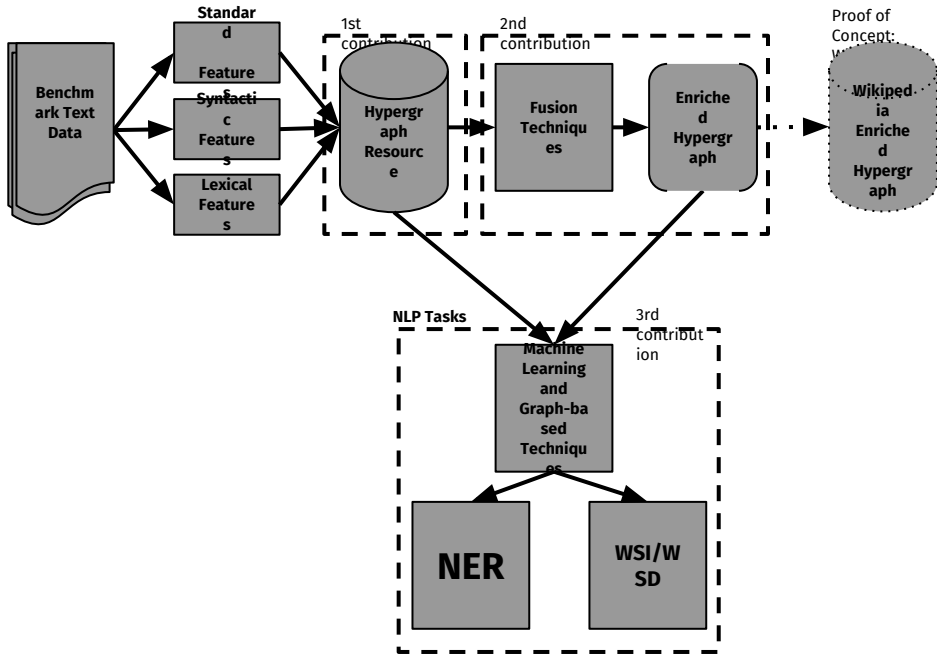 Benchm
ark Text
Data
Standar
d
Feature
s
Syntacti
c
Feature
s
Lexical
Feature
s
1st
contribution
Hypergr
aph
Resourc
e
2nd
contribution
Fusion
Techniqu
es
Enriche
d
Hypergr
aph
Proof of
Concept:
Wikiped
ia
Enriche
d
Hypergr
aph
NLP Tasks
3rd
contribut
ion
Machine
Learning
and
Graph-ba
sed
Techniqu
es
NER
WSI/W
SD